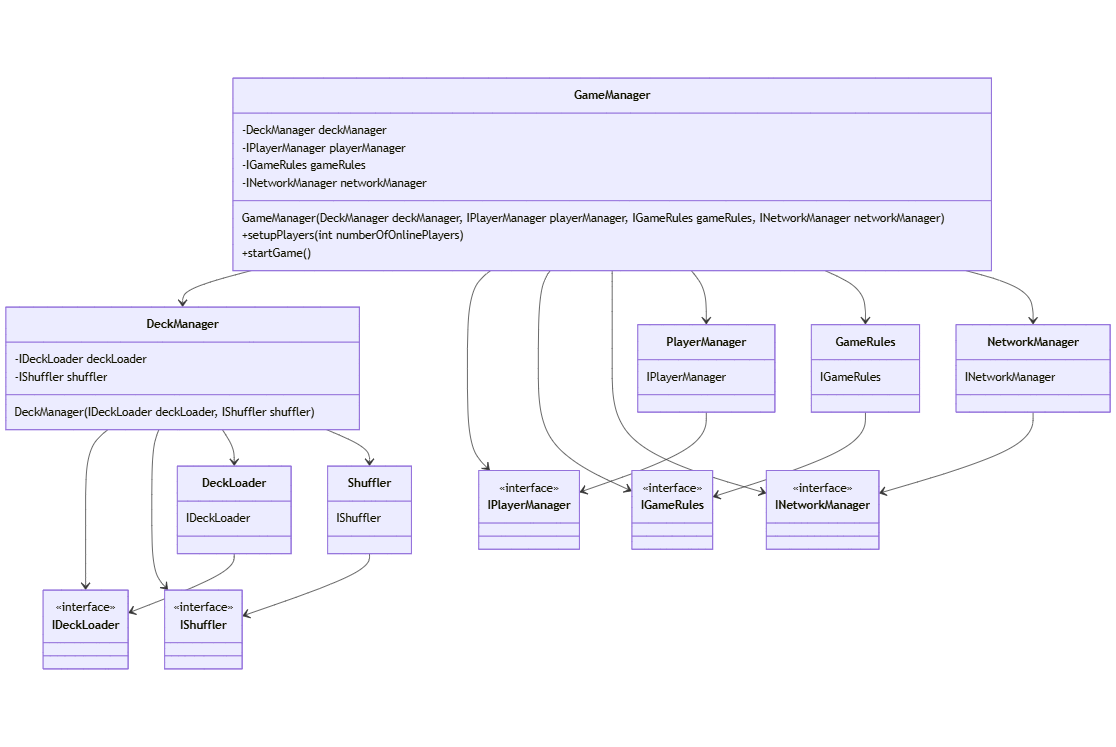 GameManager
-DeckManager deckManager
-IPlayerManager playerManager
-IGameRules gameRules
-INetworkManager networkManager
GameManager(DeckManager deckManager, IPlayerManager playerManager, IGameRules gameRules, INetworkManager networkManager)
+setupPlayers(int numberOfOnlinePlayers)
+startGame()
DeckManager
-IDeckLoader deckLoader
-IShuffler shuffler
DeckManager(IDeckLoader deckLoader, IShuffler shuffler)
PlayerManager
IPlayerManager
GameRules
IGameRules
NetworkManager
INetworkManager
DeckLoader
IDeckLoader
Shuffler
IShuffler
«interface»
IPlayerManager
«interface»
IGameRules
«interface»
INetworkManager
«interface»
IDeckLoader
«interface»
IShuffler